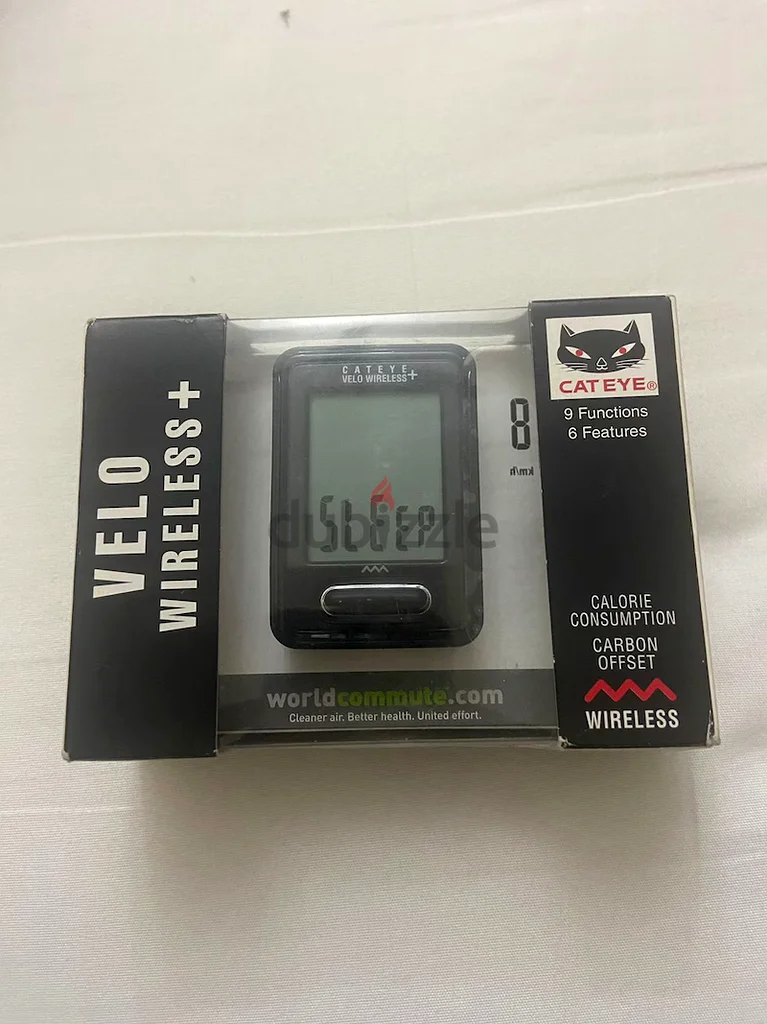 VELO
WIRELESS+
CATEYE
VELO WIRELESS+
SLEEP
dubizzle
8
km/h
CATEYE®
9 Functions
6 Features
CALORIE
CONSUMPTION
CARBON
OFFSET
WIRELESS
worldcommute.com
Cleaner air. Better health. United effort.